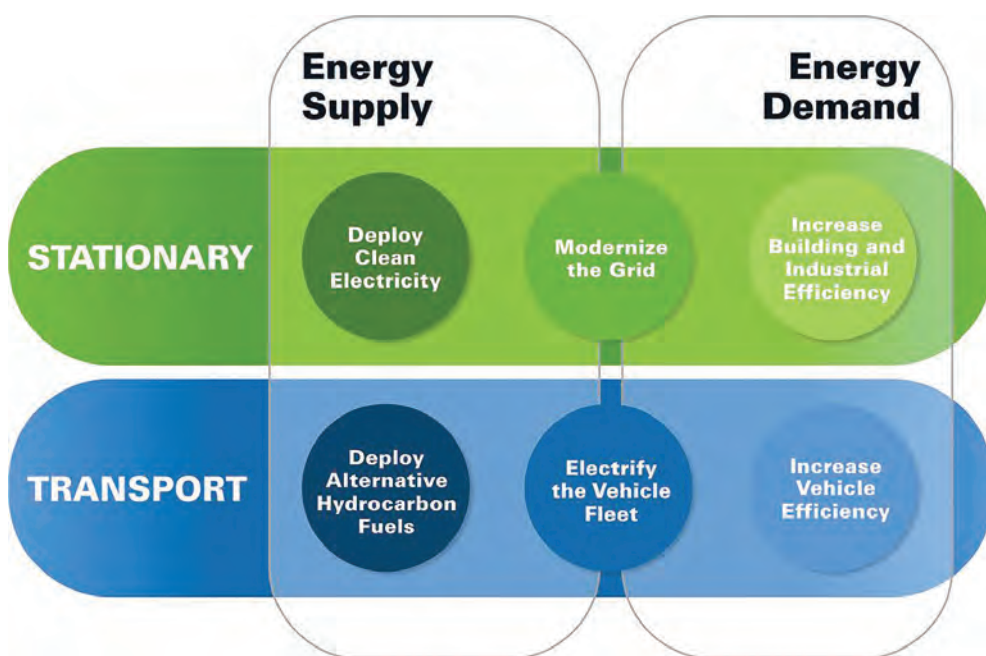 Energy
Supply
Energy
Demand
STATIONARY
Deploy
Clean
Electricity
Modernize
the Grid
Increase
Building and
Industrial
Efficiency
TRANSPORT
Deploy
Alternative
Hydrocarbon
Fuels
Electrify
the Vehicle
Fleet
Increase
Vehicle
Efficiency